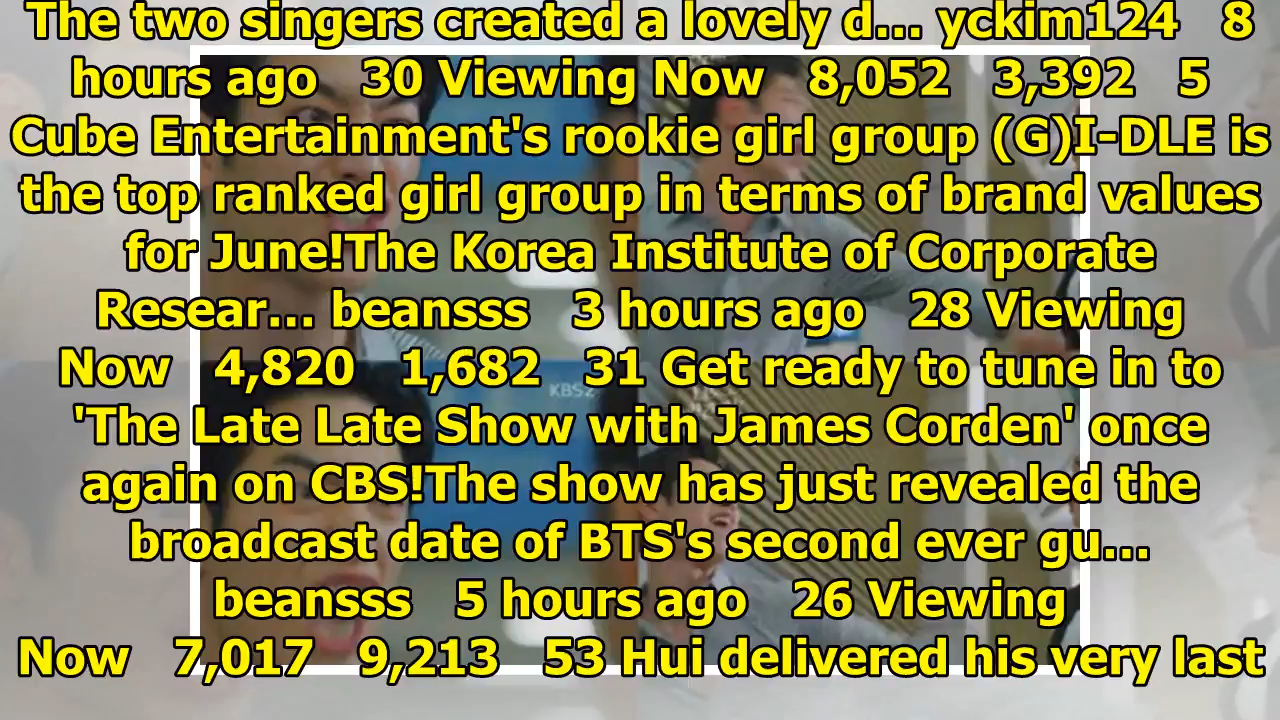 The two singers created a lovely d... yckim124 8
hours ago 30 Viewing Now 8,052 3,392 5
Cube Entertainment's rookie girl group (G)I-DLE is
the top ranked girl group in terms of brand values
for June!The Korea Institute of Corporate
Resear... beansss 3 hours ago 28 Viewing
Now 4,820 1,682 31 Get ready to tune in to
'The Late Late Show with James Corden' once
again on CBS!The show has just revealed the
broadcast date of BTS's second ever gu...
beansss 5 hours ago 26 Viewing
Now 7,017 9,213 53 Hui delivered his very last
KBS2